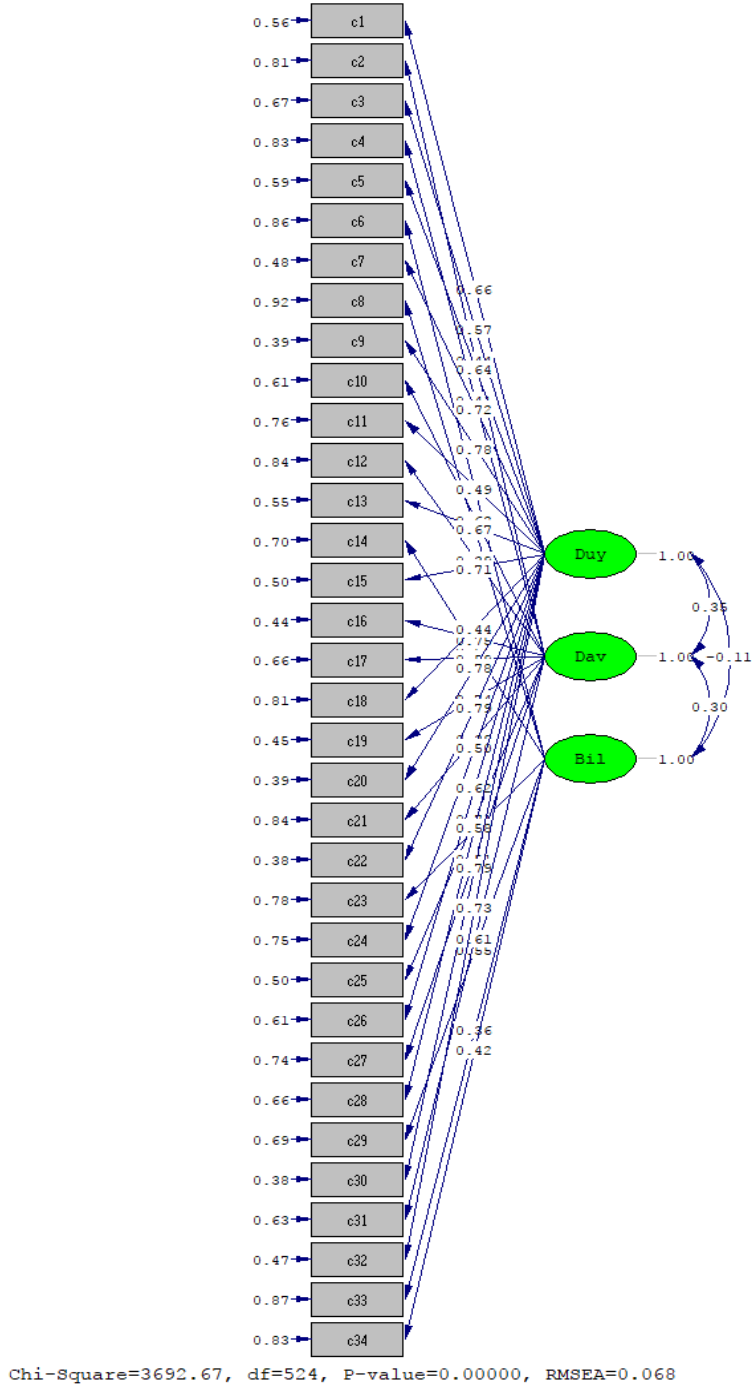 0.56 c1
0.81 c2
0.67 c3
0.83 c4
0.59 c5
0.86 c6
0.48 c7
0.92 c8
0.66
0.39 c9
0.57
0.64
0.61 c10
0.72
0.76 c11
0.78
0.84 c12
0.49
0.55 c13
0.67
0.70 c14
Duy 1.00
0.71
0.50 c15
0.35
0.44 c16
0.44
0.66 c17
Dav 1.00 -0.11
0.78
0.81 c18
0.79
0.30
0.45 c19
0.50
Bil 1.00
0.39 c20
0.62
0.84 c21
0.58
0.38 c22
0.79
0.78 c23
0.73
0.75 c24
0.61
0.55
0.50 c25
0.61 c26
0.36
0.42
0.74 c27
0.66 c28
0.69 c29
0.38 c30
0.63 c31
0.47 c32
0.87 c33
0.83 c34
Chi-Square=3692.67, df=524, P-value=0.00000, RMSEA=0.068